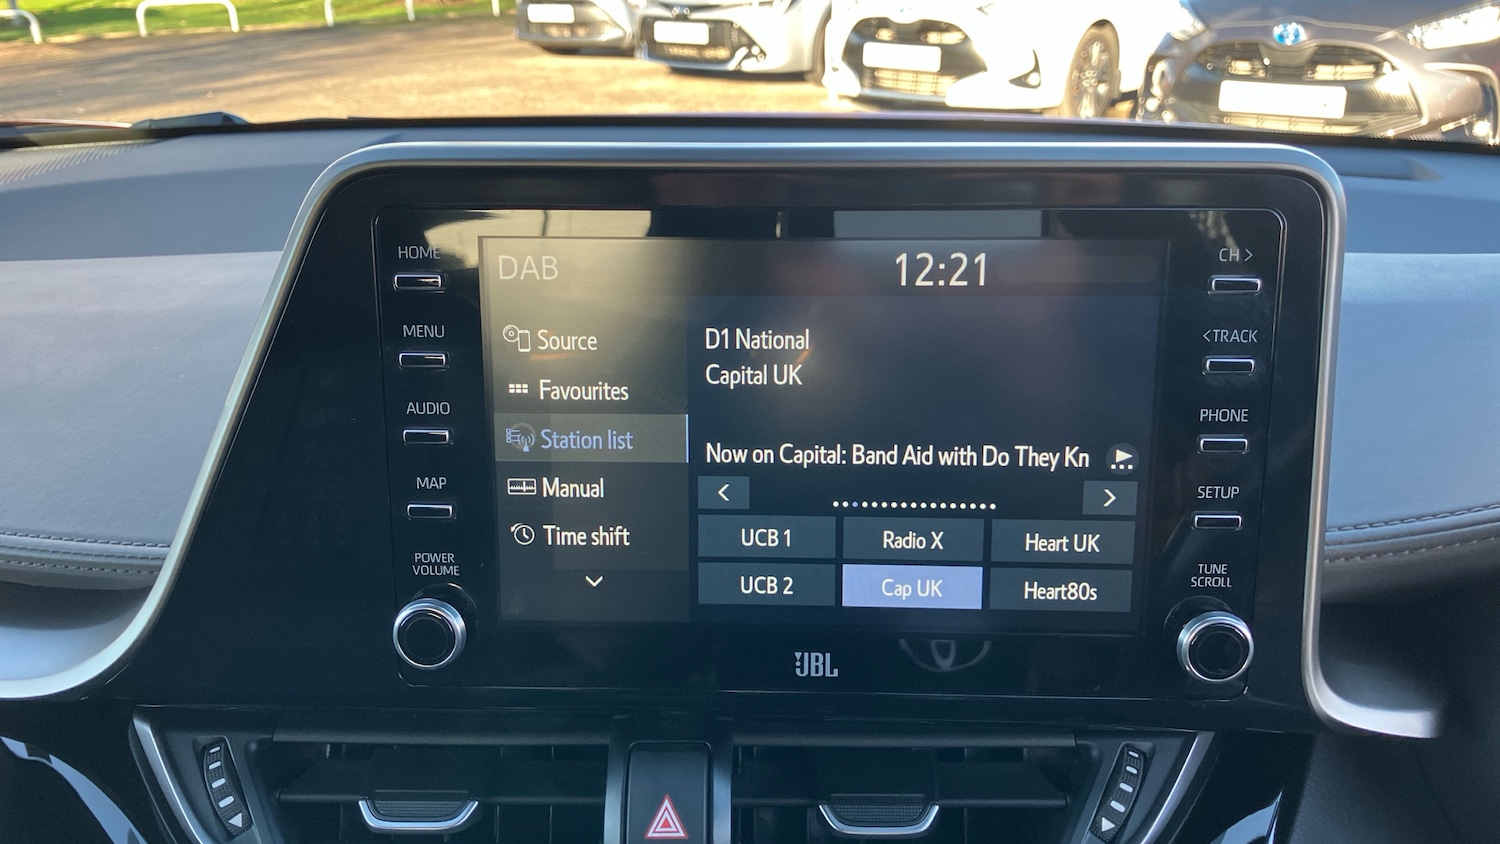 HOME
MENU
AUDIO
MAP
POWER
VOLUME
DAB
12:21
Source
Favourites
Station list
Manual
Time shift
D1 National
Capital UK
Now on Capital: Band Aid with Do They Kn
UCB 1
Radio X
Heart UK
UCB 2
Cap UK
Heart80s
CH >
< TRACK
PHONE
SETUP
TUNE
SCROLL
JBL